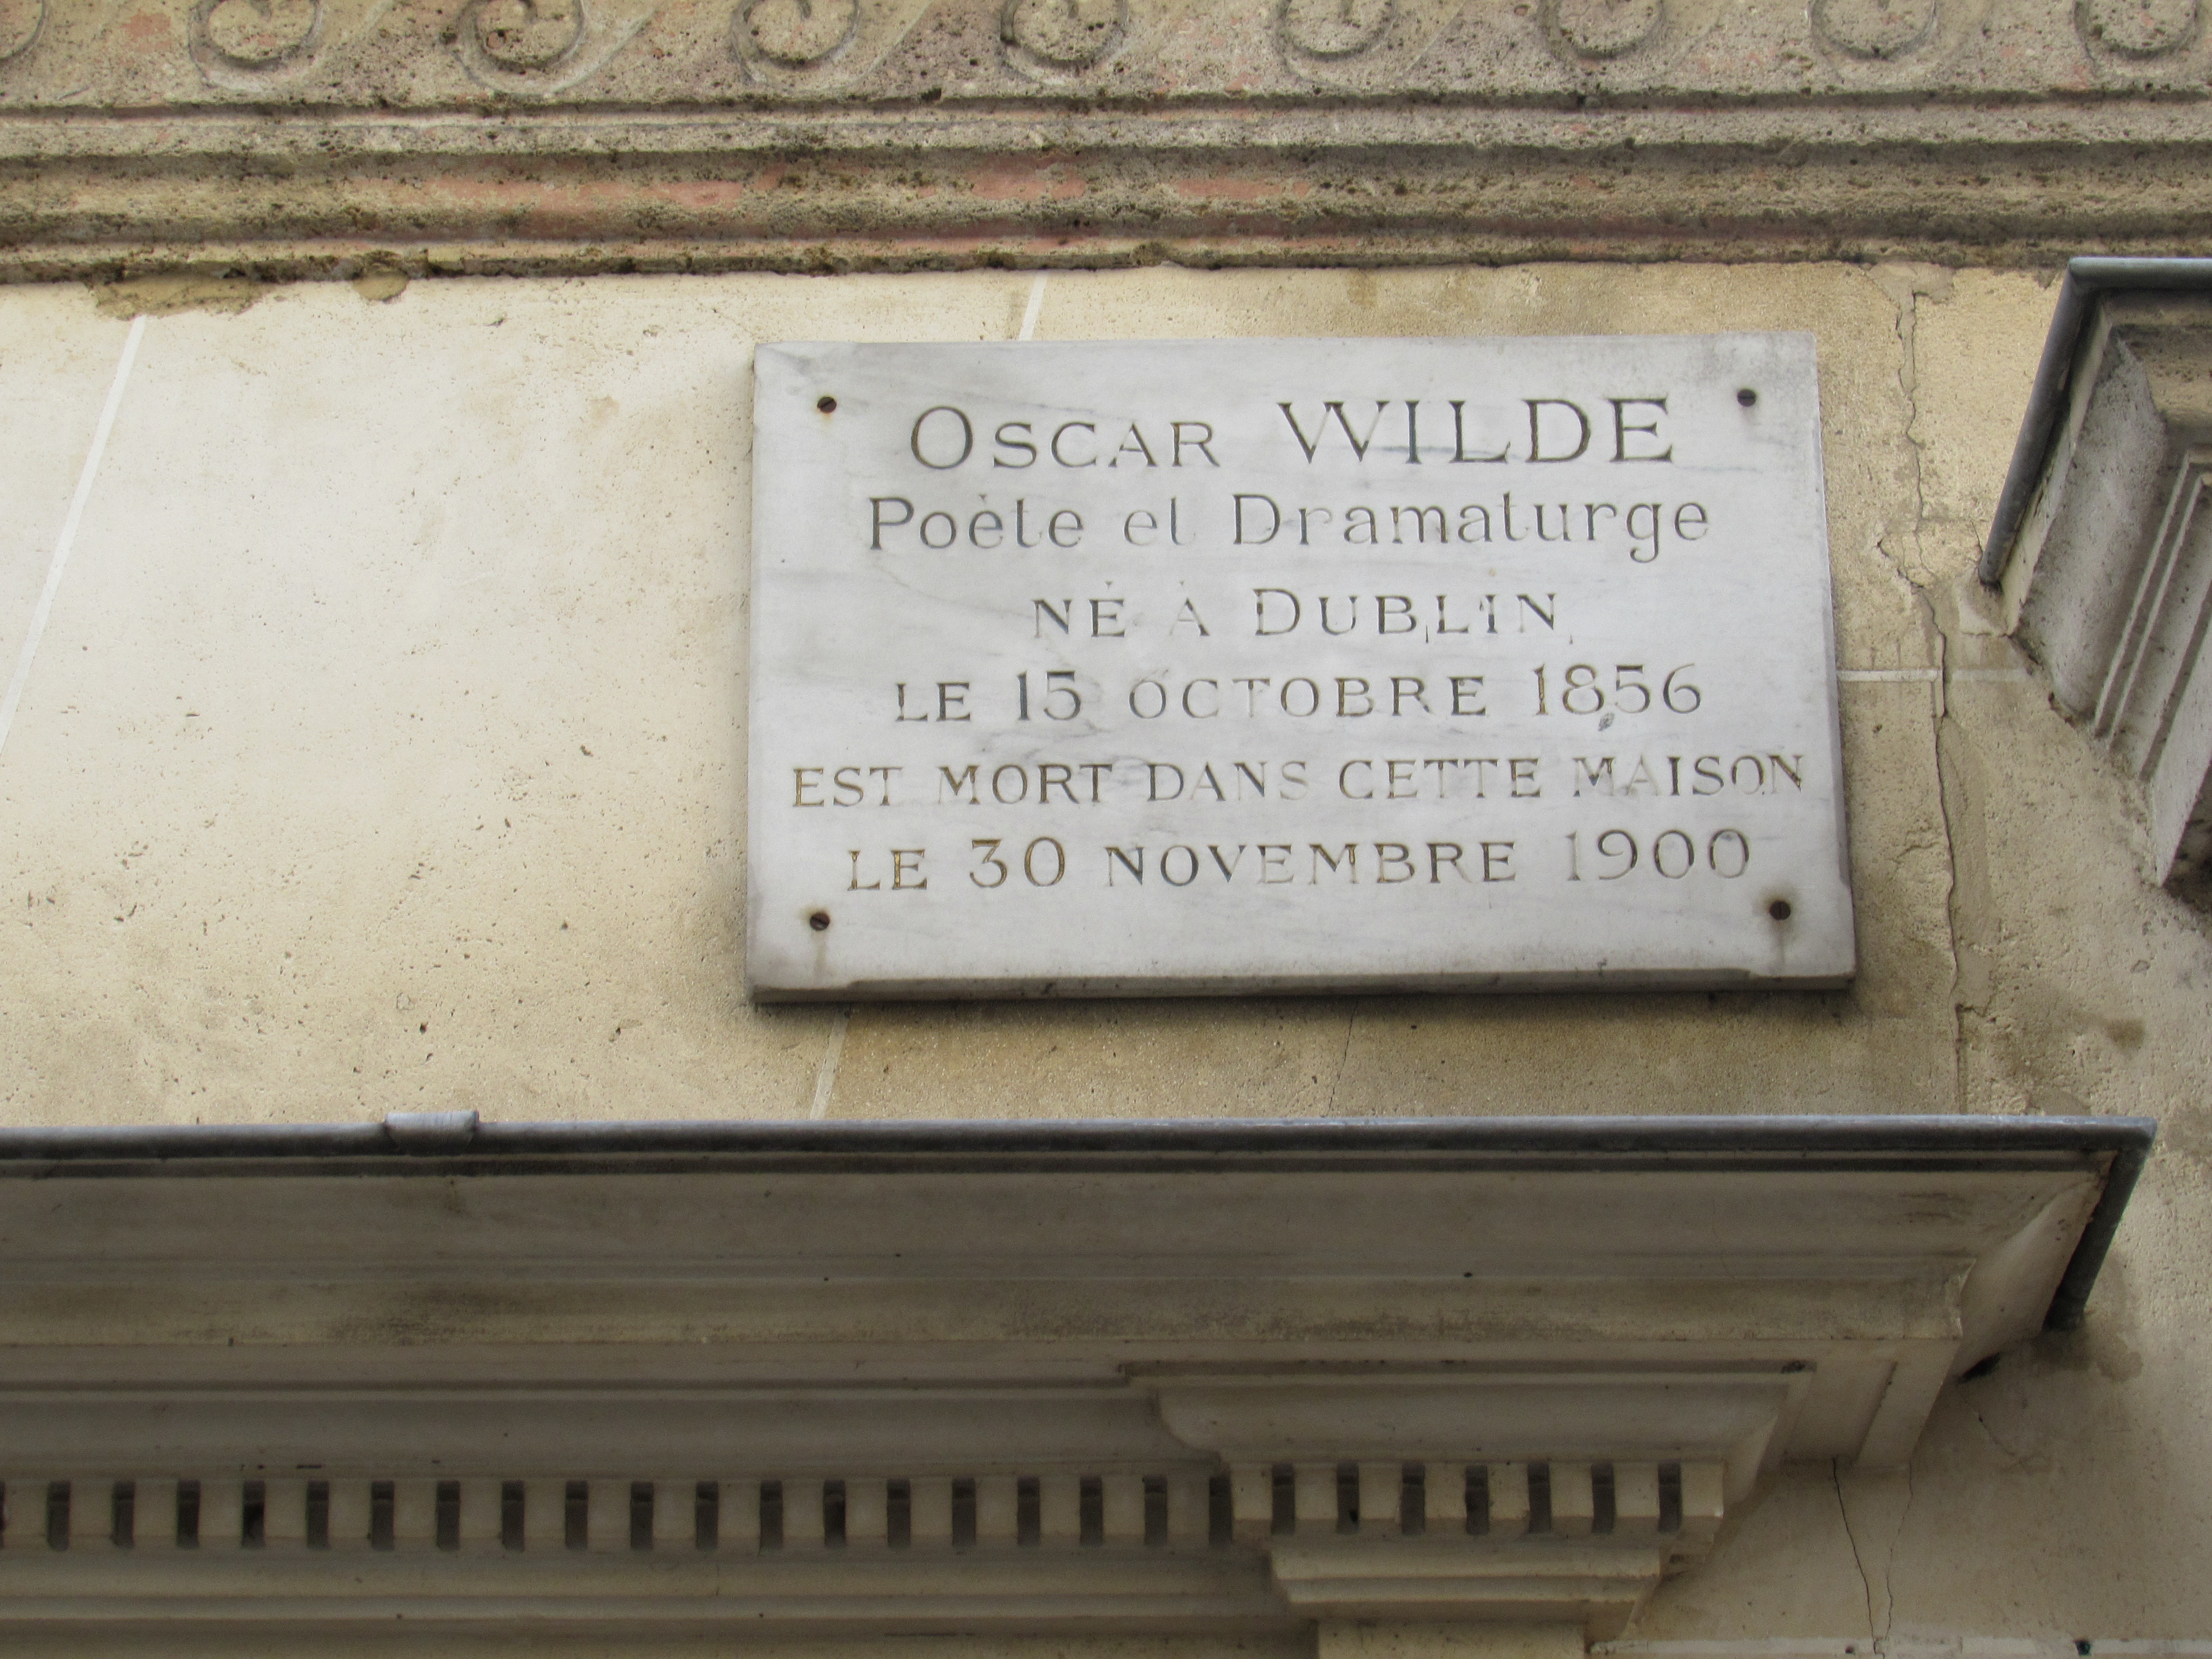 OSCAR WILDE
Poète et Dramaturge
NÉ À DUBLIN
LE 15 OCTOBRE 1856
EST MORT DANS CETTE MAISON
LE 30 NOVEMBRE 1900